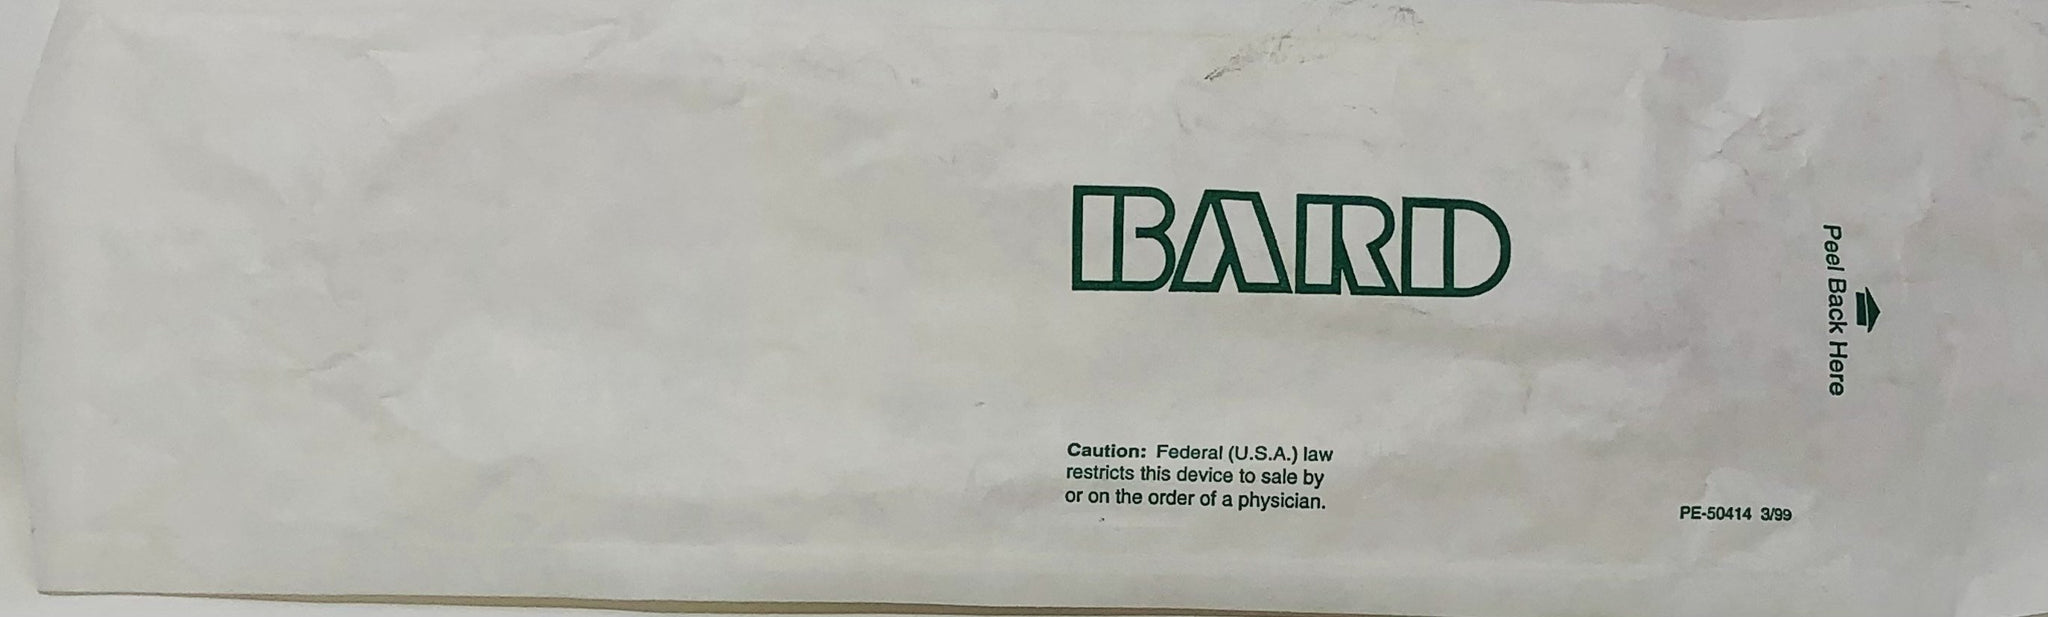 BARD
Peel Back Here
Caution: Federal (U.S.A.) law
restricts this device to sale by
or on the order of a physician.
PE-50414 3/99